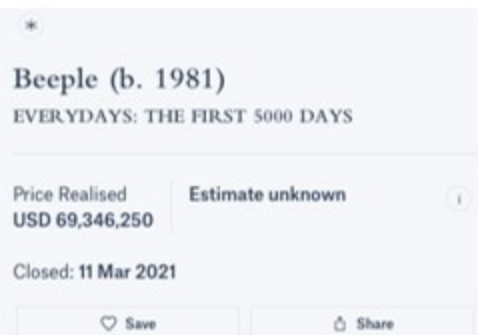 *
Beeple (b. 1981)
EVERYDAYS: THE FIRST 5000 DAYS
Price Realised
USD 69,346,250
Estimate unknown
i
Closed: 11 Mar 2021
Save
Share